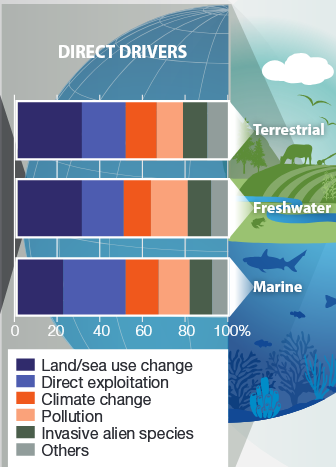 DIRECT DRIVERS
Terrestrial
Freshwater
Marine
0 20 40 60 80 100%
Land/sea use change
Direct exploitation
Climate change
Pollution
Invasive alien species
Others